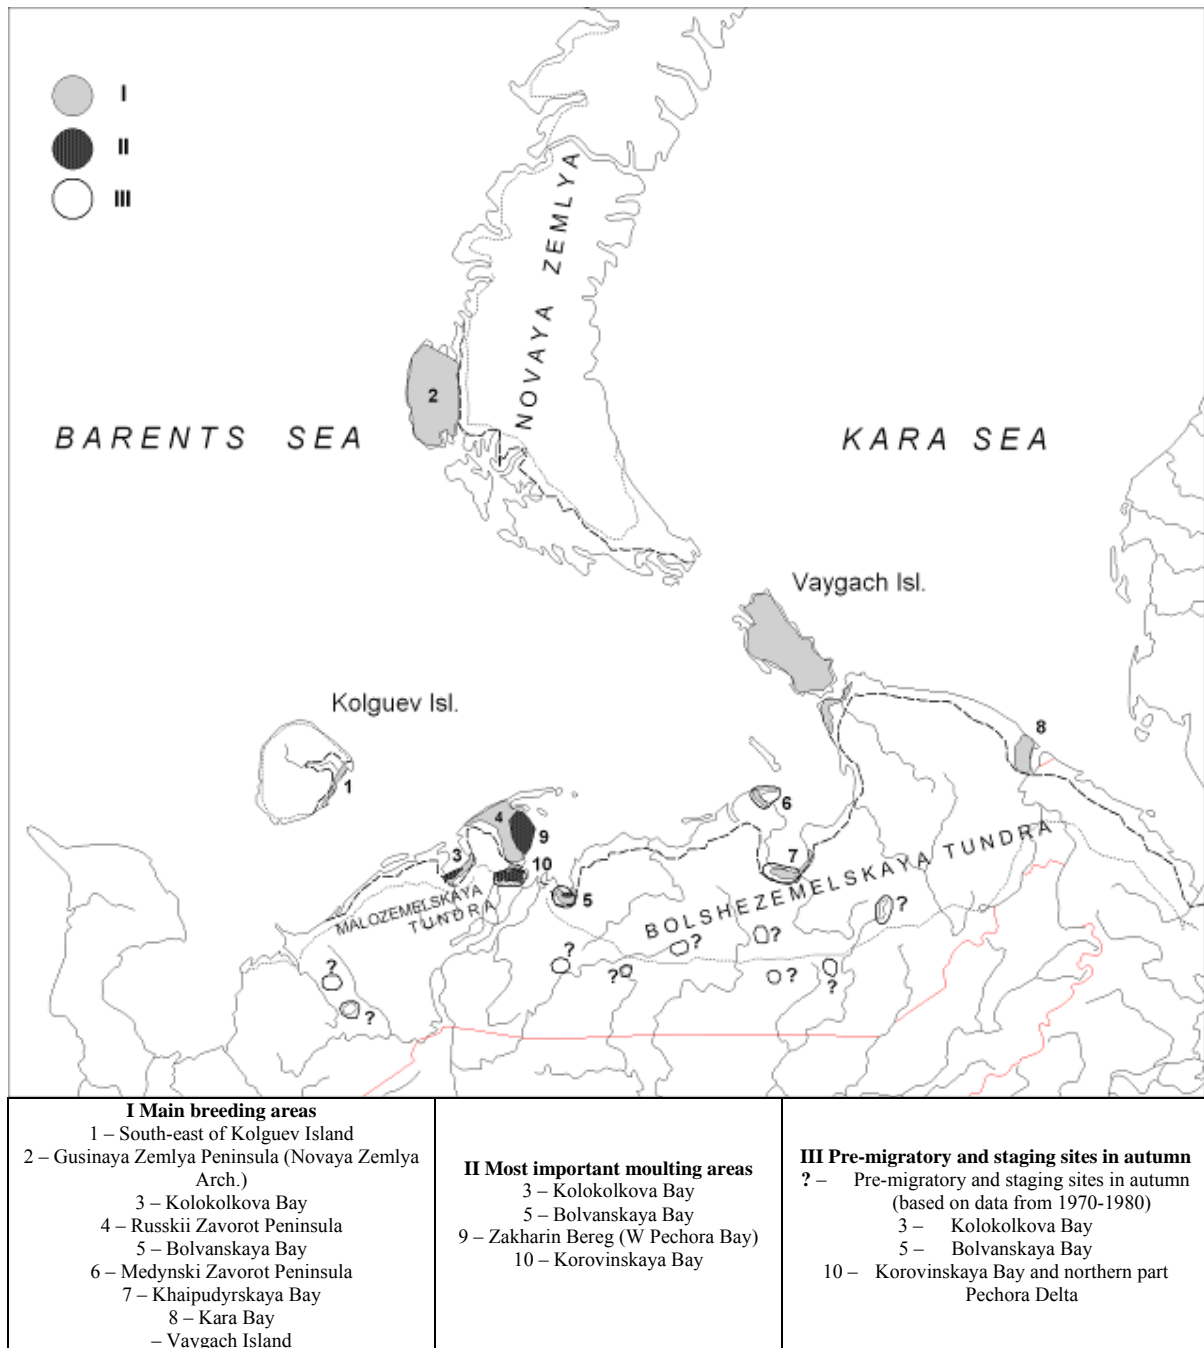 I
II
III
NOVAYA ZEMLYA
2
BARENTS SEA
KARA SEA
Vaygach Isl.
Kolguev Isl.
8
1
6
4
9
3
7
10
5
MALOZEMELSKAYA
TUNDRA
BOLSHEZEMELSKAYA TUNDRA
?
?
?
?
?
?
?
?
?
I Main breeding areas
1 – South-east of Kolguev Island
2 – Gusinaya Zemlya Peninsula (Novaya Zemlya
Arch.)
3 – Kolokolkova Bay
4 – Russkii Zavorot Peninsula
5 – Bolvanskaya Bay
6 – Medynski Zavorot Peninsula
7 – Khaipudyrskaya Bay
8 – Kara Bay
– Vaygach Island
II Most important moulting areas
3 – Kolokolkova Bay
5 – Bolvanskaya Bay
9 – Zakharin Bereg (W Pechora Bay)
10 – Korovinskaya Bay
III Pre-migratory and staging sites in autumn
? – Pre-migratory and staging sites in autumn
(based on data from 1970-1980)
3 – Kolokolkova Bay
5 – Bolvanskaya Bay
10 – Korovinskaya Bay and northern part
Pechora Delta